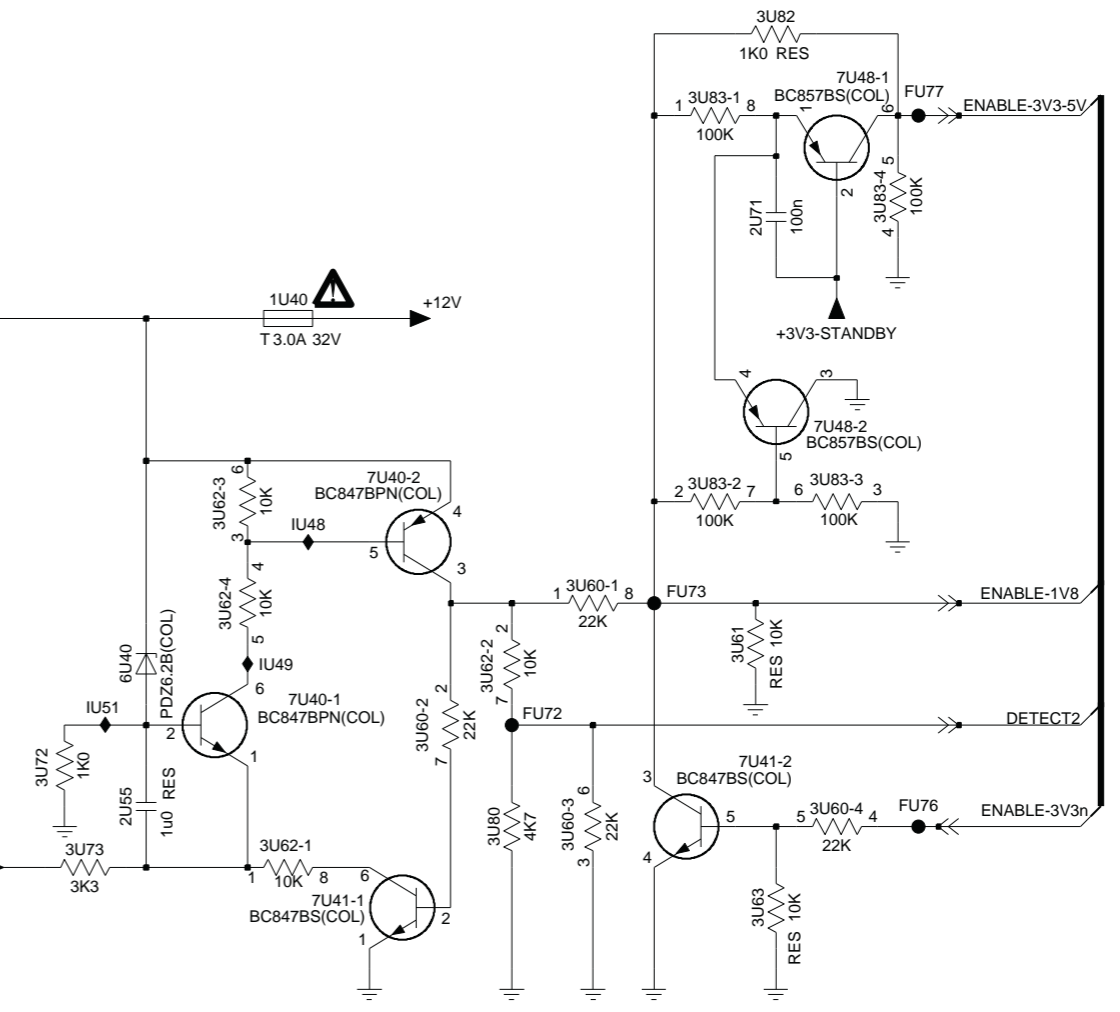 3U82
1K0 RES
7U48-1
BC857BS(COL)
FU77
ENABLE-3V3-5V
1 3U83-1 8
100K
1
6
2
5
3U83-4
100K
4
2U71
100n
+3V3-STANDBY
1U40
+12V
T 3.0A 32V
4
3
7U48-2
BC857BS(COL)
5
2 3U83-2 7
100K
6 3U83-3 3
100K
6
3U62-3
10K
3
IU48
7U40-2
BC847BPN(COL)
4
5
3
4
3U62-4
10K
5
IU49
6U40
PDZ6.2B(COL)
IU51
2
6
7U40-1
BC847BPN(COL)
1
3U72
1K0
2U55
1u0 RES
3U73
3K3
1 3U62-1 8
10K
6
7U41-1
BC847BS(COL)
2
1
2
3U60-2
22K
7
2
3U62-2
10K
7
FU72
1 3U60-1 8
22K
FU73
ENABLE-1V8
3U61
RES 10K
DETECT2
3U80
4K7
6
3U60-3
22K
3
7U41-2
BC847BS(COL)
3
5
4
5 3U60-4 4
22K
FU76
ENABLE-3V3n
3U63
RES 10K